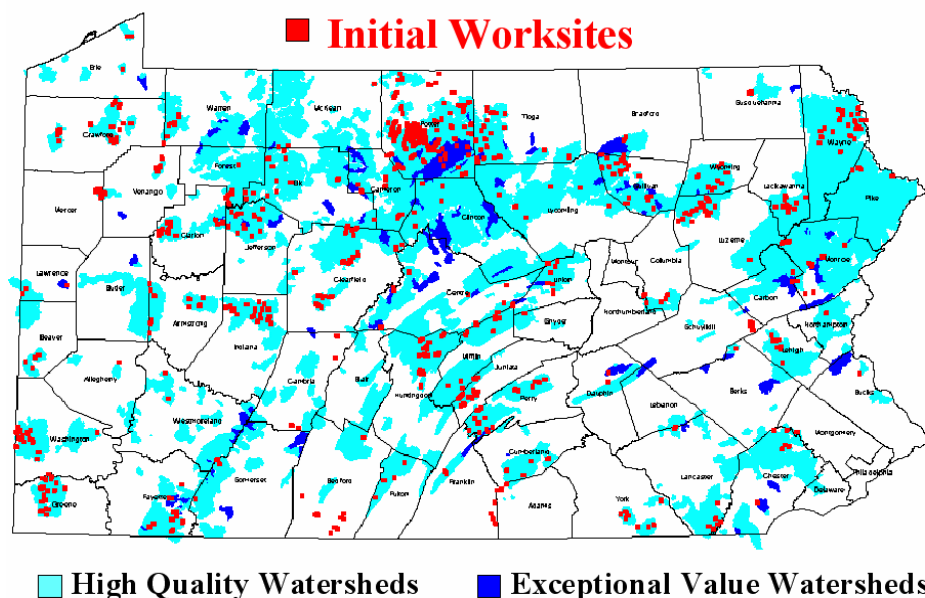 Initial Worksites
Erie
Warren
McKean
Potter
Tioga
Bradford
Susquehanna
Wayne
Crawford
Forest
Elk
Cameron
Sullivan
Wyoming
Lackawanna
Pike
Mercer
Venango
Clarion
Jefferson
Clinton
Lycoming
Luzerne
Monroe
Lawrence
Butler
Clearfield
Centre
Union
Montour
Columbia
Carbon
Armstrong
Indiana
Snyder
Northumberland
Schuylkill
Northampton
Beaver
Allegheny
Cambria
Blair
Huntingdon
Mifflin
Juniata
Perry
Dauphin
Lebanon
Berks
Lehigh
Bucks
Washington
Westmoreland
Cumberland
Montgomery
Greene
Fayette
Somerset
Bedford
Fulton
Franklin
Adams
York
Lancaster
Chester
Delaware
Philadelphia
High Quality Watersheds
Exceptional Value Watersheds